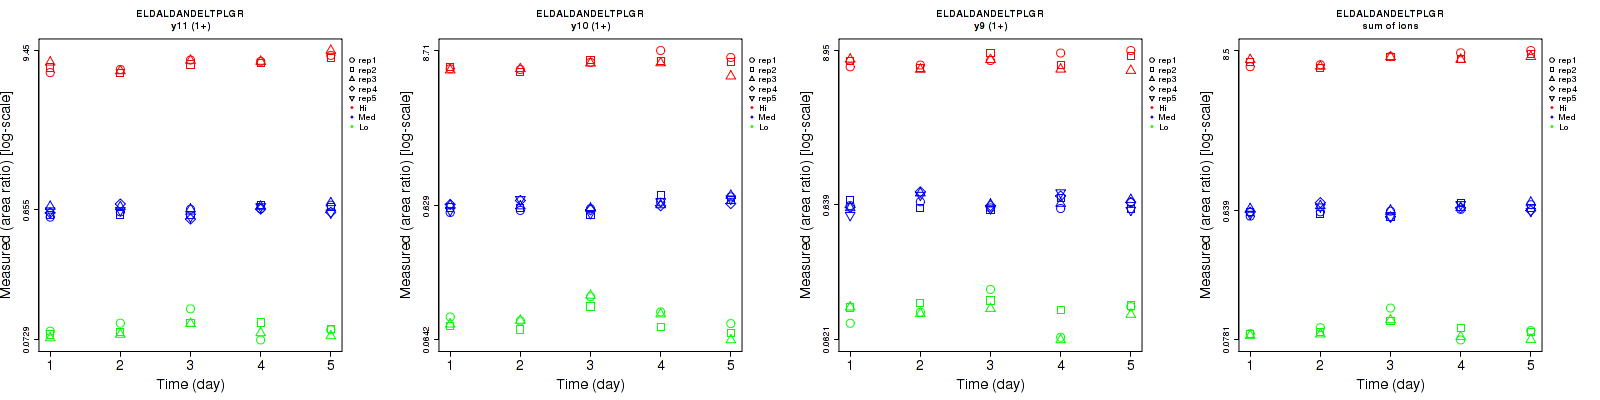 ELDALDANDELTPLGR
y11 (1+)
Measured (area ratio) [log-scale]
9.45
0.855
0.0729
1 2 3 4 5
Time (day)
rep1
rep2
rep3
rep4
rep5
Hi
Med
Lo
ELDALDANDELTPLGR
y10 (1+)
Measured (area ratio) [log-scale]
8.71
0.829
0.0642
1 2 3 4 5
Time (day)
rep1
rep2
rep3
rep4
rep5
Hi
Med
Lo
ELDALDANDELTPLGR
y9 (1+)
Measured (area ratio) [log-scale]
8.95
0.839
0.0621
1 2 3 4 5
Time (day)
rep1
rep2
rep3
rep4
rep5
Hi
Med
Lo
ELDALDANDELTPLGR
sum of ions
Measured (area ratio) [log-scale]
8.5
0.839
0.0781
1 2 3 4 5
Time (day)
rep1
rep2
rep3
rep4
rep5
Hi
Med
Lo